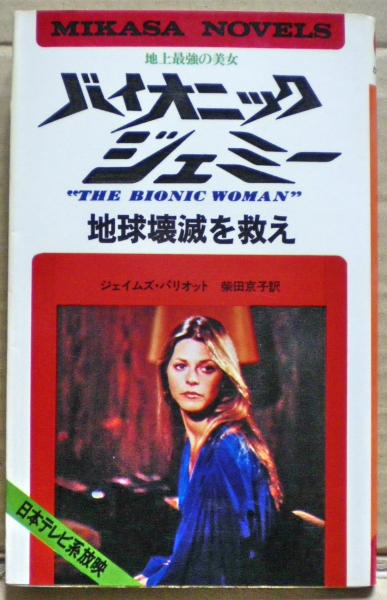 MIKASA NOVELS
地上最強の美女
バイオニック
ジェミー
“THE BIONIC WOMAN”
地球壊滅を救え
ジェイムズ・パリオット 柴田京子訳
日本テレビ系放映